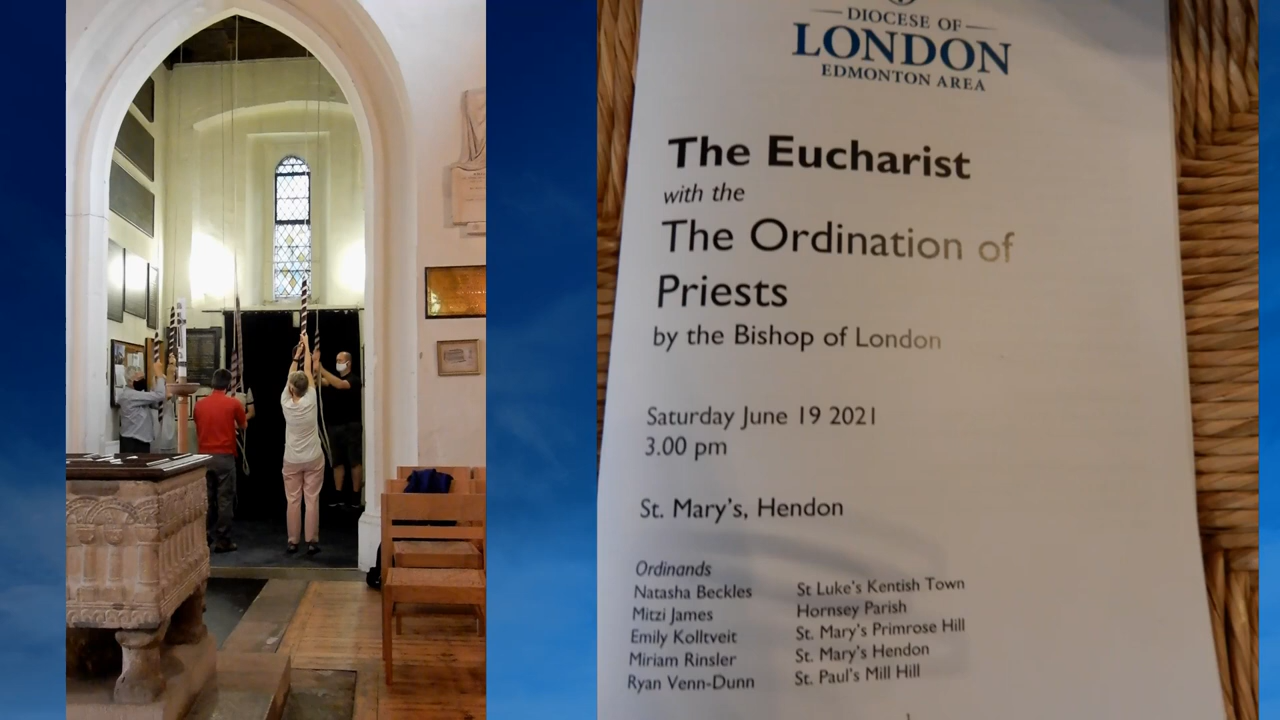 DIOCESE OF
LONDON
EDMONTON AREA
The Eucharist
with the
The Ordination of
Priests
by the Bishop of London
Saturday June 19 2021
3.00 pm
St. Mary's, Hendon
Ordinands
Natasha Beckles St Luke's Kentish Town
Mitzi James Hornsey Parish
Emily Kolltveit St. Mary's Primrose Hill
Miriam Rinsler St. Mary's Hendon
Ryan Venn-Dunn St. Paul's Mill Hill